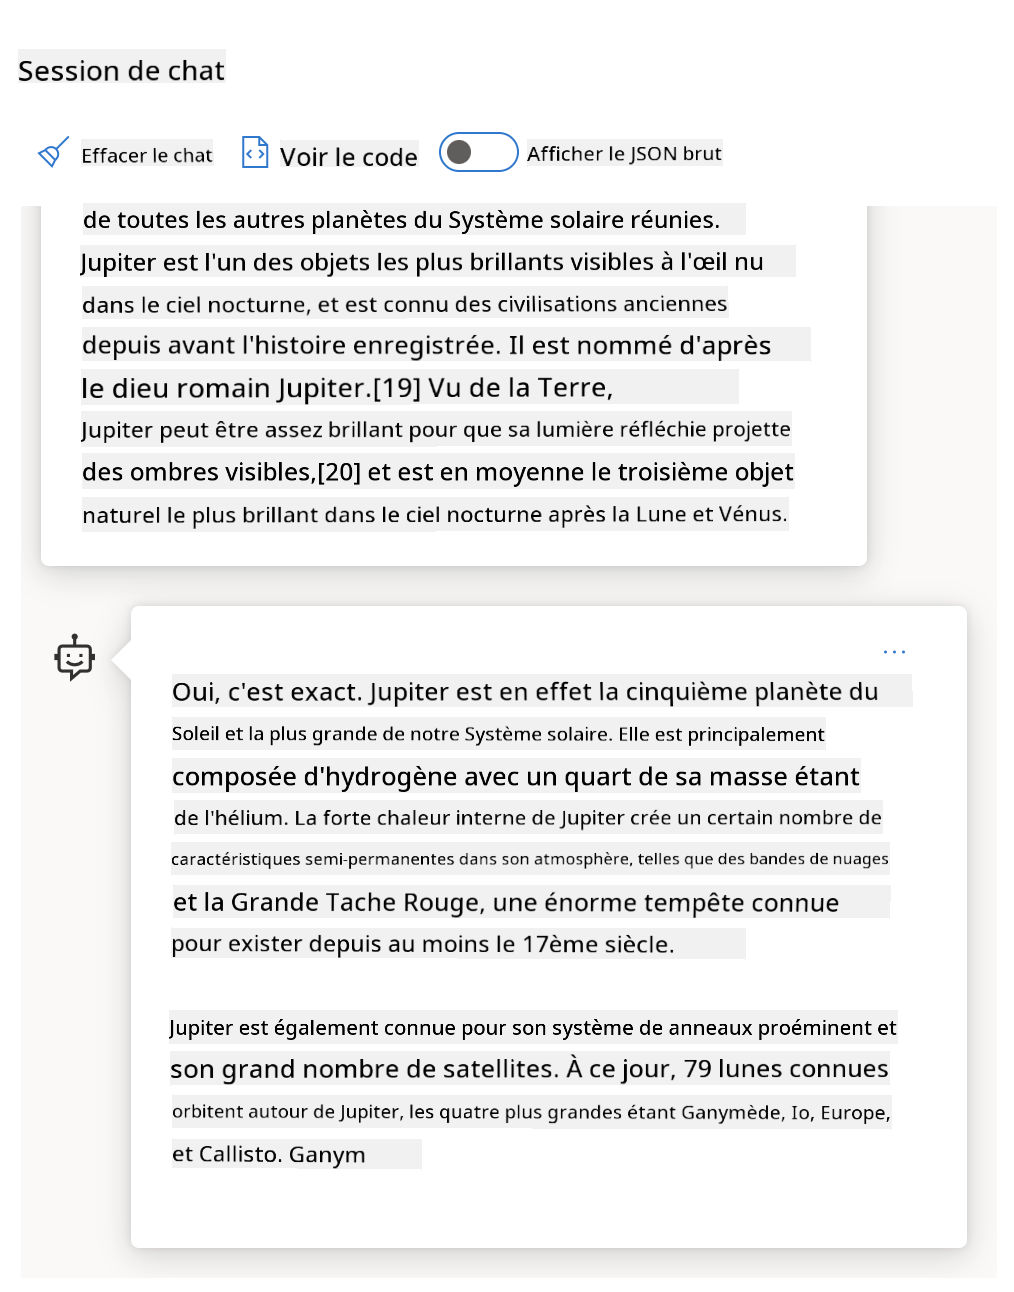 Session de chat
Effacer le chat
Voir le code
Afficher le JSON brut
de toutes les autres planètes du Système solaire réunies.
Jupiter est l'un des objets les plus brillants visibles à l'œil nu
dans le ciel nocturne, et est connu des civilisations anciennes
depuis avant l'histoire enregistrée. Il est nommé d'après
le dieu romain Jupiter.[19] Vu de la Terre,
Jupiter peut être assez brillant pour que sa lumière réfléchie projette
des ombres visibles,[20] et est en moyenne le troisième objet
naturel le plus brillant dans le ciel nocturne après la Lune et Vénus.
Oui, c'est exact. Jupiter est en effet la cinquième planète du
Soleil et la plus grande de notre Système solaire. Elle est principalement
composée d'hydrogène avec un quart de sa masse étant
de l'hélium. La forte chaleur interne de Jupiter crée un certain nombre de
caractéristiques semi-permanentes dans son atmosphère, telles que des bandes de nuages
et la Grande Tache Rouge, une énorme tempête connue
pour exister depuis au moins le 17ème siècle.
Jupiter est également connue pour son système de anneaux proéminent et
son grand nombre de satellites. À ce jour, 79 lunes connues
orbitent autour de Jupiter, les quatre plus grandes étant Ganymède, Io, Europe,
et Callisto. Ganym